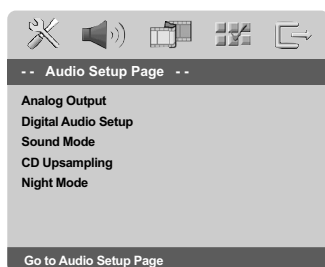 - -  Audio Setup Page  - -
Analog Output
Digital Audio Setup
Sound Mode
CD Upsampling
Night Mode
Go to Audio Setup Page